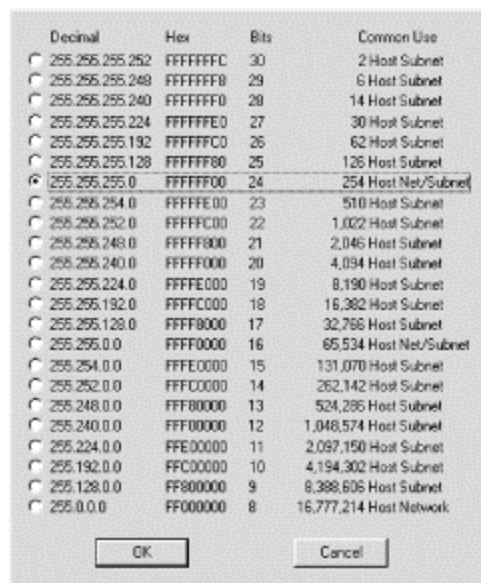 Decimal Hex Bits Common Use
255.255.255.252 FFFFFFFC 30 2 Host Subnet
255.255.255.248 FFFFFFF8 29 6 Host Subnet
255.255.255.240 FFFFFFF0 28 14 Host Subnet
255.255.255.224 FFFFFFE0 27 30 Host Subnet
255.255.255.192 FFFFFFC0 26 62 Host Subnet
255.255.255.128 FFFFFF80 25 126 Host Subnet
255.255.255.0 FFFFFF00 24 254 Host Net/Subnet
255.255.254.0 FFFFFE00 23 510 Host Subnet
255.255.252.0 FFFFFC00 22 1,022 Host Subnet
255.255.248.0 FFFFF800 21 2,046 Host Subnet
255.255.240.0 FFFFF000 20 4,094 Host Subnet
255.255.224.0 FFFFE000 19 8,190 Host Subnet
255.255.192.0 FFFFC000 18 16,382 Host Subnet
255.255.128.0 FFFF8000 17 32,766 Host Subnet
255.255.0.0 FFFF0000 16 65,534 Host Net/Subnet
255.254.0.0 FFFE0000 15 131,070 Host Subnet
255.252.0.0 FFFC0000 14 262,142 Host Subnet
255.248.0.0 FFF80000 13 524,286 Host Subnet
255.240.0.0 FFF00000 12 1,048,574 Host Subnet
255.224.0.0 FFE00000 11 2,097,150 Host Subnet
255.192.0.0 FFC00000 10 4,194,302 Host Subnet
255.128.0.0 FF800000 9 8,388,606 Host Subnet
255.0.0.0 FF000000 8 16,777,214 Host Network
OK Cancel